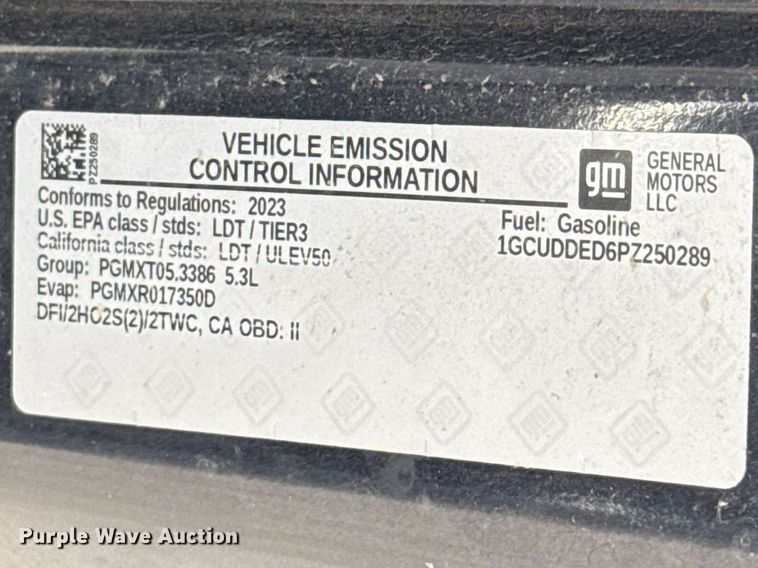 PZ250289
VEHICLE EMISSION
CONTROL INFORMATION
gm
GENERAL
MOTORS
LLC
Conforms to Regulations: 2023
U.S. EPA class / stds: LDT / TIER3
California class / stds: LDT / ULEV50
Group: PGMXT05.3386 5.3L
Evap: PGMXR017350D
DFI/2HO2S(2)/2TWC, CA OBD: II
Fuel: Gasoline
1GCUDDED6PZ250289
Purple Wave Auction